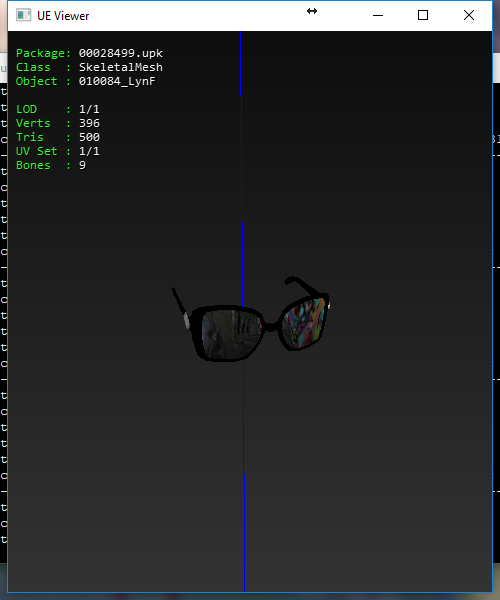 UE Viewer
Package: 00028499.upk
Class : SkeletalMesh
Object : 010084_LynF
LOD : 1/1
Verts : 396
Tris : 500
UV Set : 1/1
Bones : 9